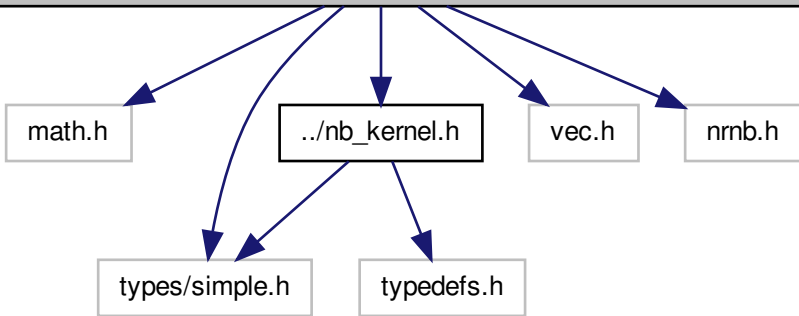 math.h
../nb_kernel.h
vec.h
nrnb.h
types/simple.h
typedefs.h